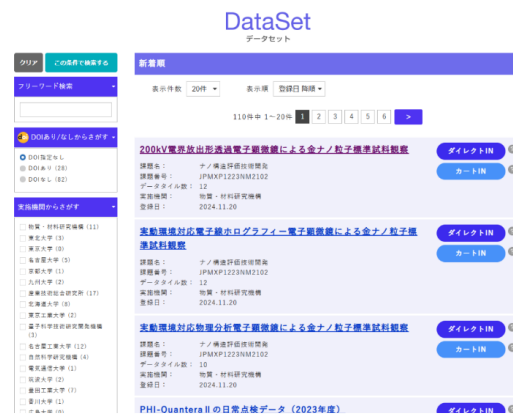 DataSet
データセット
クリア
この条件で検索する
フリーワード検索
DOIあり/なしからさがす
DOI指定なし
DOIあり (28)
DOIなし (82)
実施機関からさがす
物質・材料研究機構 (11)
東北大学 (3)
東京大学 (8)
名古屋大学 (5)
京都大学 (1)
九州大学 (2)
産業技術総合研究所 (17)
北海道大学 (8)
東京工業大学 (2)
量子科学技術研究開発機構
(3)
名古屋工業大学 (12)
自然科学研究機構 (4)
電気通信大学 (1)
筑波大学 (2)
豊田工業大学 (7)
香川大学 (1)
新着順
表示件数 20件
表示順 登録日 降順
110件中 1~20件 1 2 3 4 5 6 >
200kV電界放出形透過電子顕微鏡による金ナノ粒子標準試料観察
課題名： ナノ構造評価技術開発
課題番号： JPMXP1223NM2102
データタイル数： 12
実施機関： 物質・材料研究機構
登録日： 2024.11.20
ダイレクトIN
カートIN
実動環境対応電子線ホログラフィー電子顕微鏡による金ナノ粒子標
準試料観察
課題名： ナノ構造評価技術開発
課題番号： JPMXP1223NM2102
データタイル数： 12
実施機関： 物質・材料研究機構
登録日： 2024.11.20
ダイレクトIN
カートIN
実動環境対応物理分析電子顕微鏡による金ナノ粒子標準試料観察
課題名： ナノ構造評価技術開発
課題番号： JPMXP1223NM2102
データタイル数： 10
実施機関： 物質・材料研究機構
登録日： 2024.11.20
ダイレクトIN
カートIN
PHI-QuanteraⅡの日常点検データ（2023年度）
ダイレクトIN